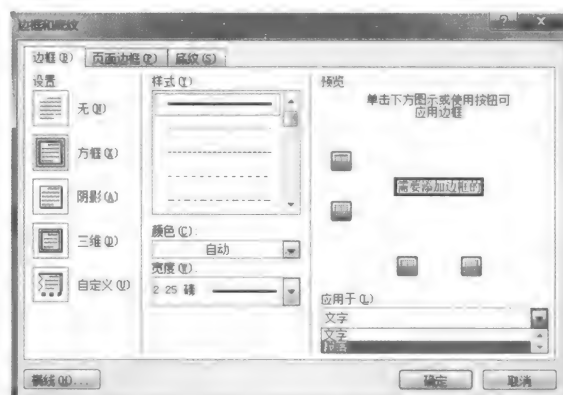 边框和底纹
边框(B)
页面边框(P)
底纹(S)
设置
无(N)
方框(X)
阴影(A)
三维(D)
自定义(U)
样式(Y)
颜色(C):
自动
宽度(W):
2.25 磅
预览
单击下方图示或使用按钮可
应用边框
需要添加边框的
应用于(L)
文字
文字
段落
横线(H)...
确定
取消